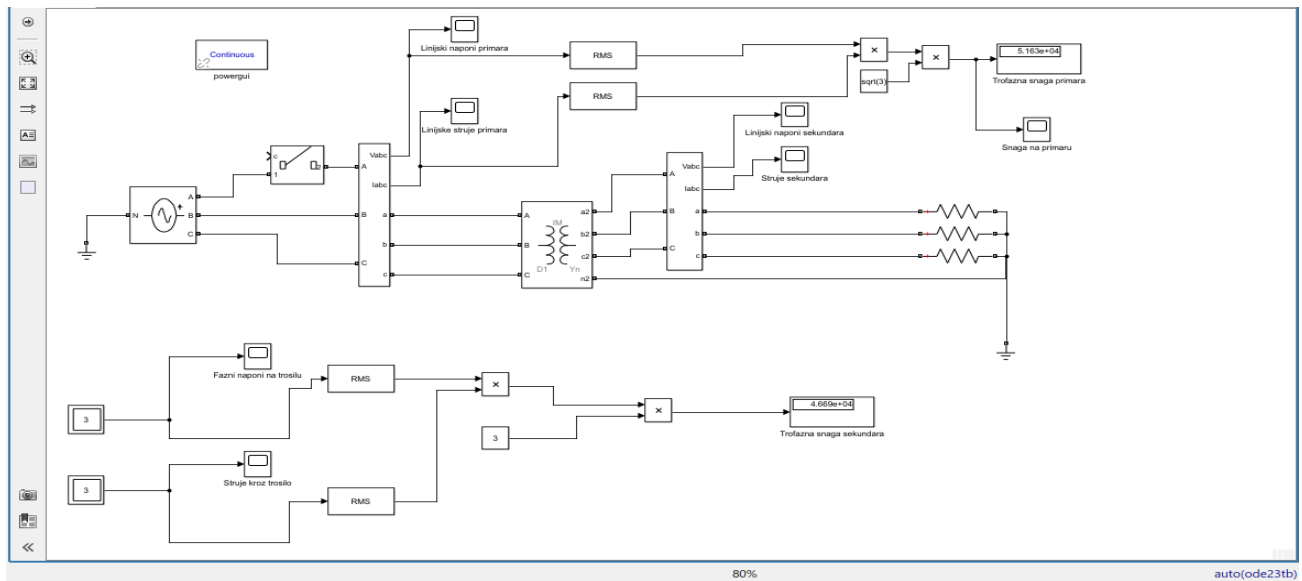 Continuous
powergui
Linijski naponi primara
RMS
×
sqrt(3)
×
5.163e+04
Trofazna snaga primara
Linijske struje primara
RMS
Linijski naponi sekundara
Snaga na primaru
Struje sekundara
c
1
2
N
A
B
C
+
A
B
C
Vabc
Iabc
a
b
c
A
B
C
IM
D1
Yn
a2
b2
c2
n2
A
B
C
Vabc
Iabc
a
b
c
+
+
+
Fazni naponi na trosilu
3
RMS
×
3
×
4.669e+04
Trofazna snaga sekundara
Struje kroz trosilo
3
RMS
80%
auto(ode23tb)